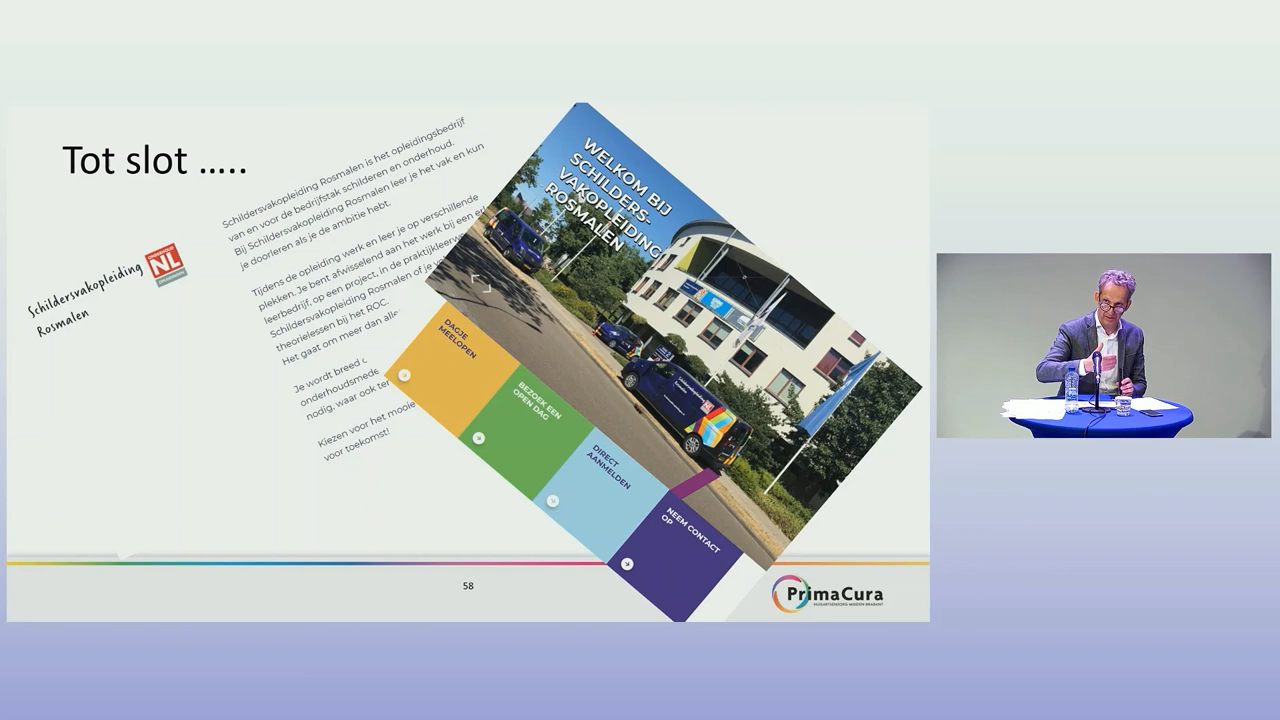 Tot slot .....
Schildersvakopleiding
Rosmalen
NL
Schildersvakopleiding Rosmalen is het opleidingsbedrijf
van en voor de bedrijfstak schilderen en onderhoud.
Bij Schildersvakopleiding Rosmalen leer je het vak en kun
je doorleren als je de ambitie hebt.
Tijdens de opleiding werk en leer je op verschillende
plekken. Je bent afwisselend aan het werk bij een
leerbedrijf, op een project, in de praktijkleerw
Schildersvakopleiding Rosmalen of je
theorielessen bij het ROC.
Het gaat om meer dan alle
Je wordt breed
onderhoudsmede
nodig, waar ook ter
Kiezen voor het mooie
voor toekomst!
WELKOM BIJ
SCHILDERS-
VAKOPLEIDING
ROSMALEN
DAGJE
MEELOPEN
BEZOEK EEN
OPEN DAG
DIRECT
AANMELDEN
NEEM CONTACT
OP
58
PrimaCura
HUISARTSENZORG MIDDEN-BRABANT